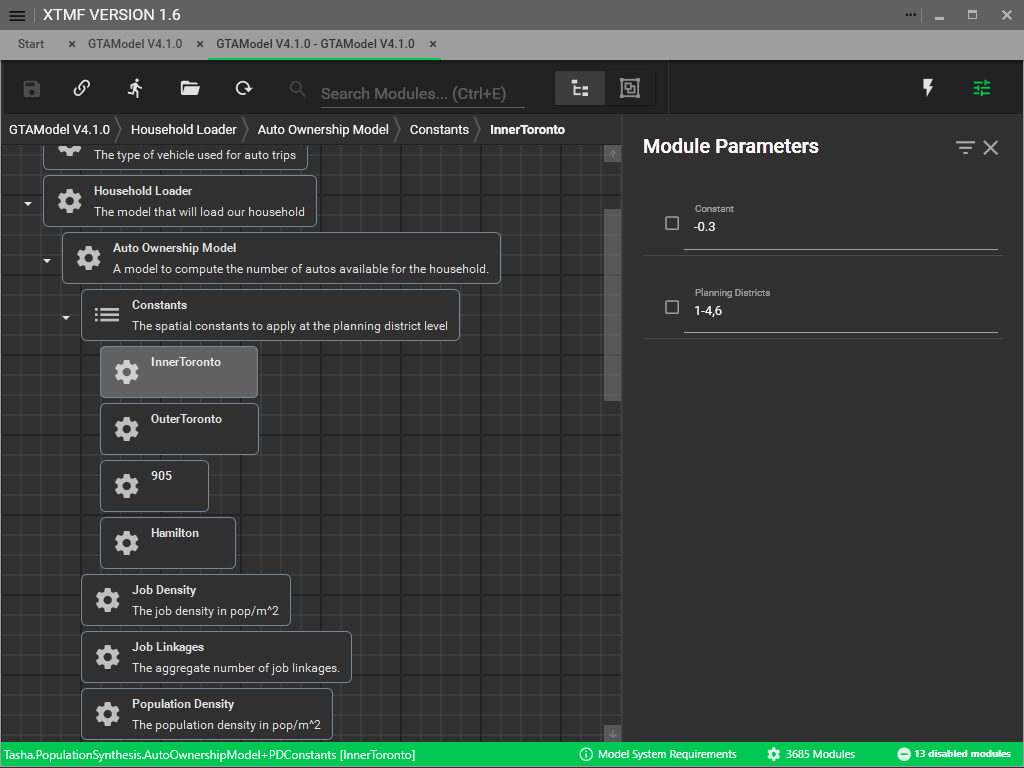 XTMF VERSION 1.6
Start × GTAModel V4.1.0 × GTAModel V4.1.0 - GTAModel V4.1.0 ×
Search Modules... (Ctrl+E)
GTAModel V4.1.0 Household Loader Auto Ownership Model Constants InnerToronto
The type of vehicle used for auto trips
Household Loader
The model that will load our household
Auto Ownership Model
A model to compute the number of autos available for the household.
Constants
The spatial constants to apply at the planning district level
InnerToronto
OuterToronto
905
Hamilton
Job Density
The job density in pop/m^2
Job Linkages
The aggregate number of job linkages.
Population Density
The population density in pop/m^2
Module Parameters
Constant
-0.3
Planning Districts
1-4,6
Tasha.PopulationSynthesis.AutoOwnershipModel+PDConstants [InnerToronto]
Model System Requirements
3685 Modules
13 disabled modules